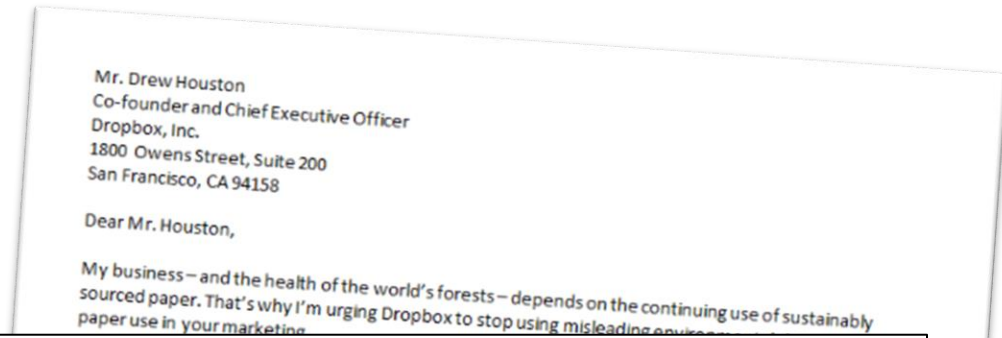 Mr. Drew Houston
Co-founder and Chief Executive Officer
Dropbox, Inc.
1800 Owens Street, Suite 200
San Francisco, CA 94158
Dear Mr. Houston,
My business – and the health of the world's forests – depends on the continuing use of sustainably
sourced paper. That's why I'm urging Dropbox to stop using misleading
paper use in your marketing